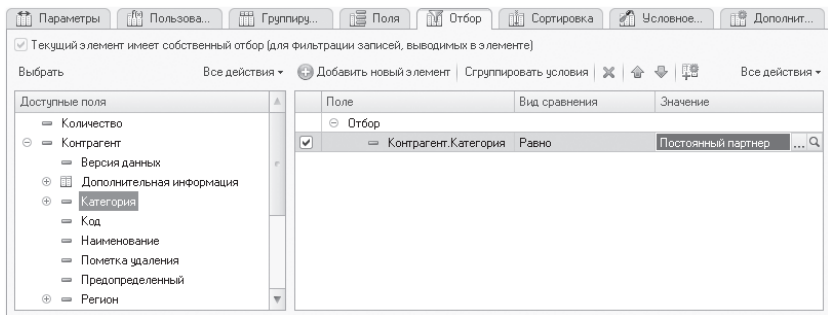 Параметры Пользова... Группиру... Поля Отбор Сортировка Условное... Дополнит...
Текущий элемент имеет собственный отбор (для фильтрации записей, выводимых в элементе)
Выбрать Все действия Добавить новый элемент Сгруппировать условия Все действия
Доступные поля Поле Вид сравнения Значение
Количество Отбор
Контрагент Контрагент.Категория Равно Постоянный партнер ...
Версия данных
Дополнительная информация
Категория
Код
Наименование
Пометка удаления
Предопределенный
Регион